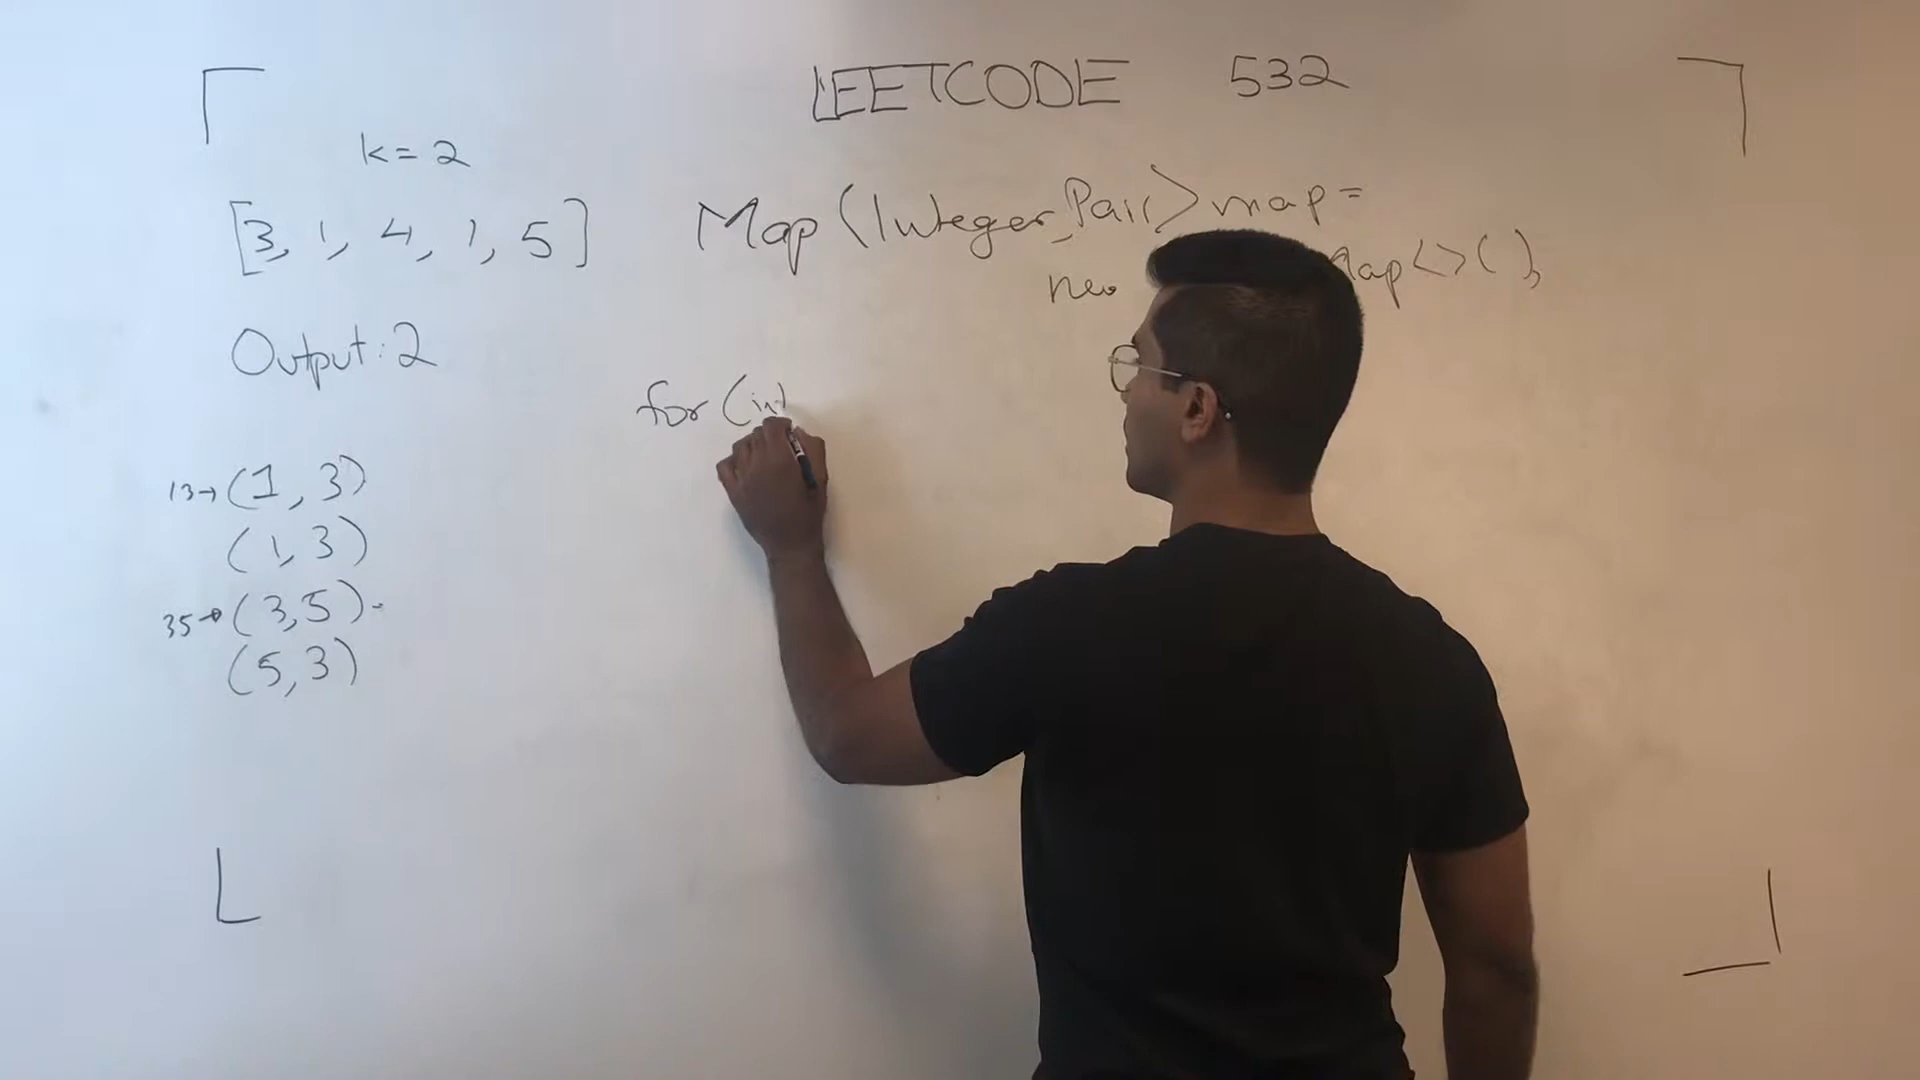 LEETCODE 532
k=2
[3, 1, 4, 1, 5]
Output: 2
13→(1, 3)
(1, 3)
35→(3,5)
(5,3)
Map<Integer, Pair> map =
new Map<>();
for (int